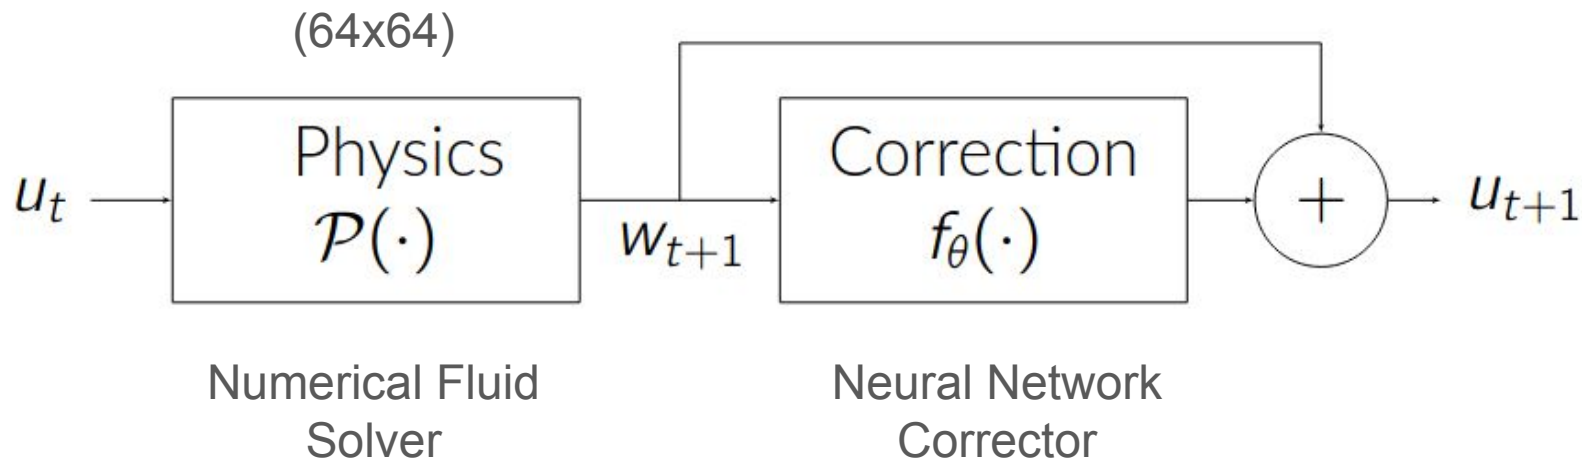 (64x64)
Physics
Correction
u_t
P(·)
w_{t+1}
f_θ(·)
+
u_{t+1}
Numerical Fluid
Solver
Neural Network
Corrector